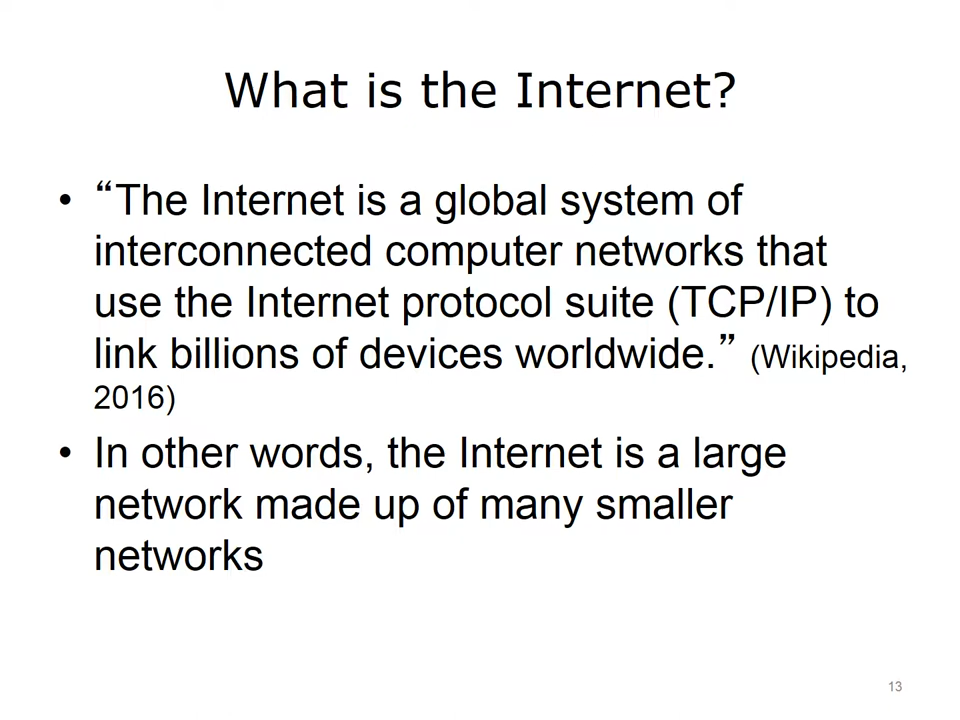 What is the Internet?
• “The Internet is a global system of
interconnected computer networks that
use the Internet protocol suite (TCP/IP) to
link billions of devices worldwide.” (Wikipedia,
2016)
• In other words, the Internet is a large
network made up of many smaller
networks
13